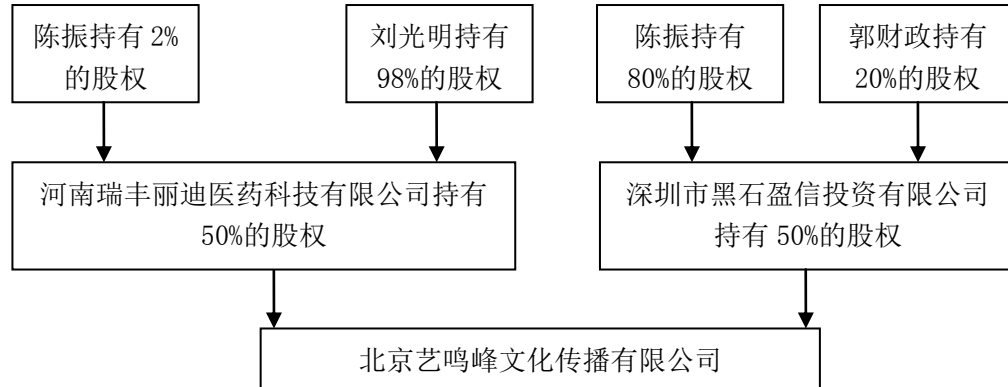 陈振持有 2%
的股权
刘光明持有
98%的股权
陈振持有
80%的股权
郭财政持有
20%的股权
河南瑞丰丽迪医药科技有限公司持有
50%的股权
深圳市黑石盈信投资有限公司
持有 50%的股权
北京艺鸣峰文化传播有限公司